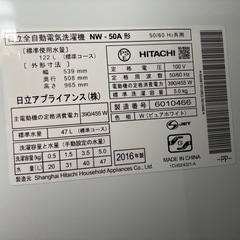 日立全自動電気洗濯機 NW-50A形 50/60 Hz共用
〈標準使用水量〉
122 L (標準コース)
HITACHI
〈外形寸法〉
幅 539 mm
奥行 508 mm
高さ 965 mm
定格電圧 100 V
定格周波数 50/60 Hz
電動機の定格消費電力 390/455 W
標準洗濯容量 5.0 kg
日立アプライアンス(株)
主電動機の定格消費電力 390/455 W
製造番号 6010466
色番号 W (ピュアホワイト)
標準水量 47 L (標準コース)
洗濯容量と水量 (手動設定の水量)
洗濯容量 kg 0.5 1.5 3.5 5.0
水量 L 20 31 40 47
2016年製
MADE IN CHINA
Shanghai Hitachi Household Appliances Co., Ltd.
-PP-